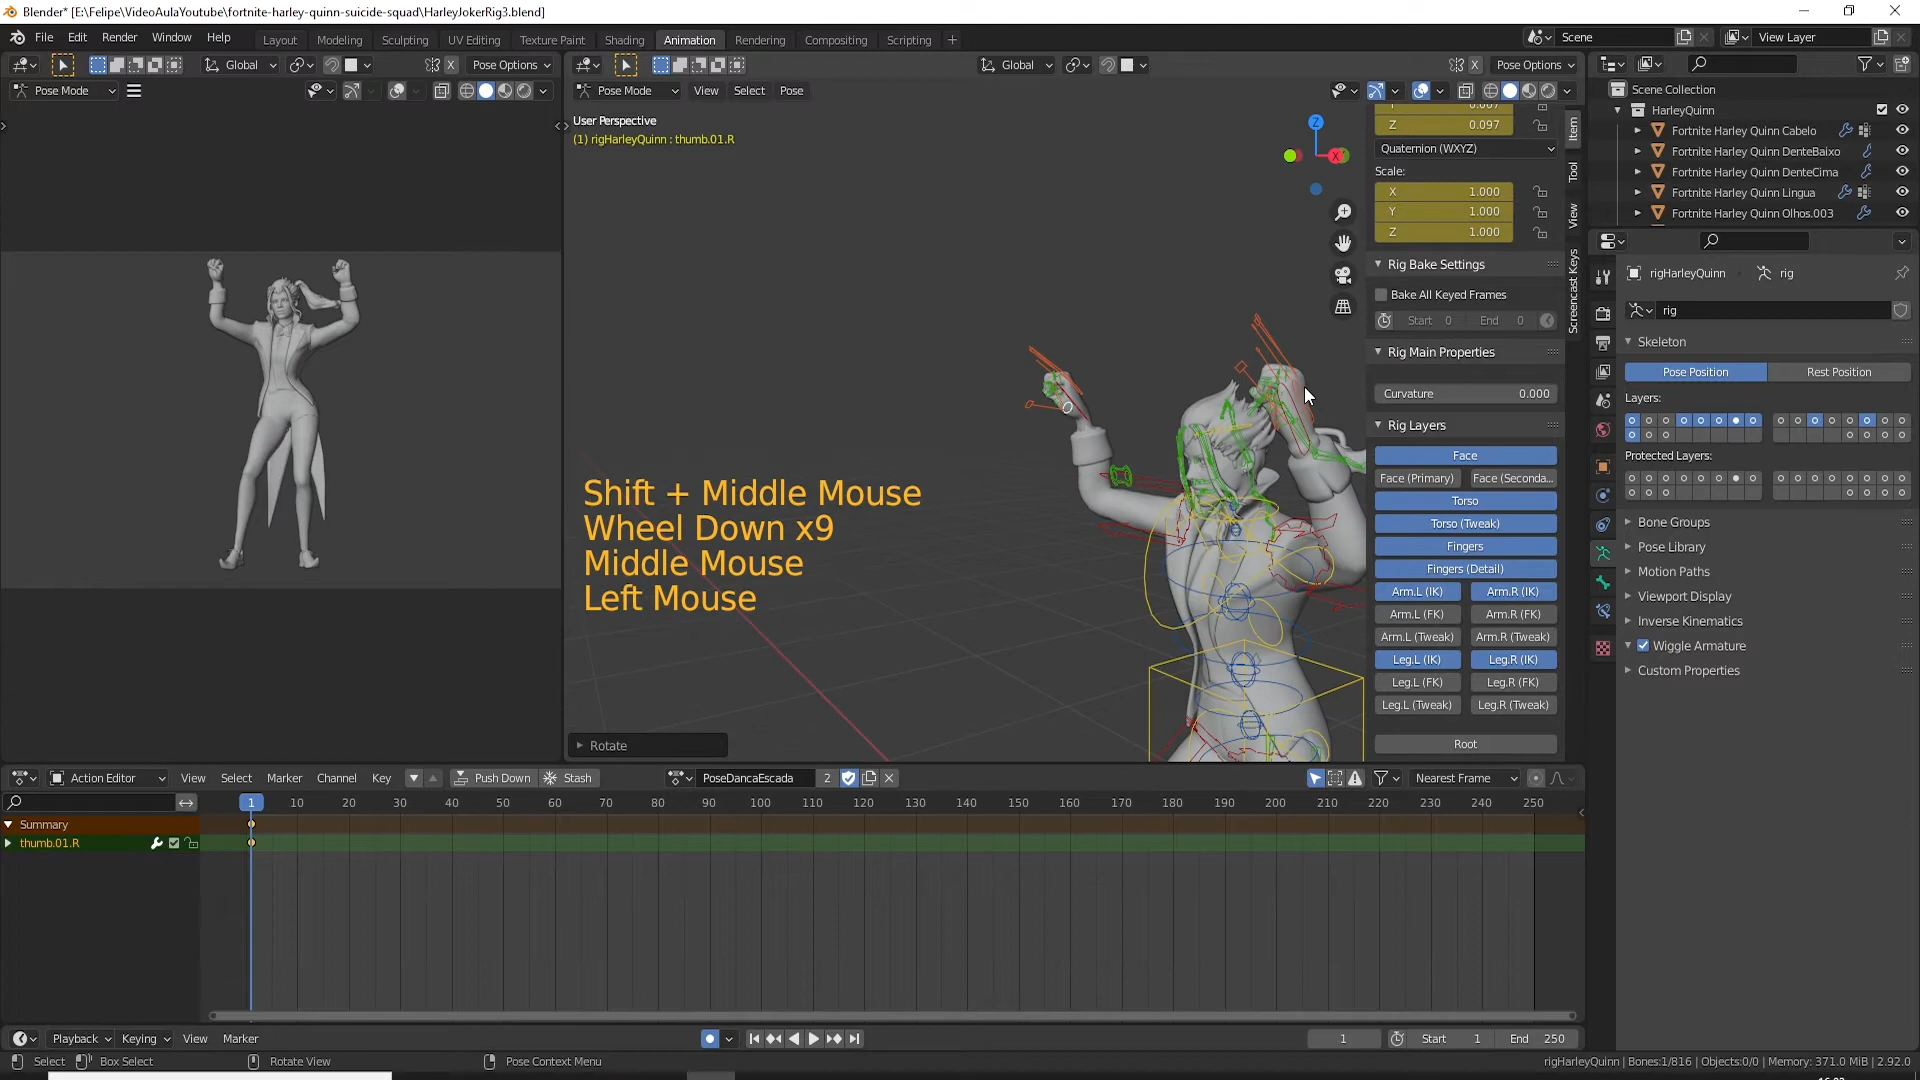 Blender* [E:\Felipe\VideoAulaYoutube\fortnite-harley-quinn-suicide-squad\HarleyJokerRig3.blend]
File Edit Render Window Help Layout Modeling Sculpting UV Editing Texture Paint Shading Animation Rendering Compositing Scripting + Scene View Layer
Global Pose Options Global Pose Options
Pose Mode Pose Mode View Select Pose
User Perspective
(1) rigHarleyQuinn : thumb.01.R
Z 0.097
Quaternion (WXYZ)
Scale:
X 1.000
Y 1.000
Z 1.000
Rig Bake Settings
Bake All Keyed Frames
Start 0 End 0
Rig Main Properties
Curvature 0.000
Rig Layers
Face
Face (Primary) Face (Seconda...
Torso
Torso (Tweak)
Fingers
Fingers (Detail)
Arm.L (IK) Arm.R (IK)
Arm.L (FK) Arm.R (FK)
Arm.L (Tweak) Arm.R (Tweak)
Leg.L (IK) Leg.R (IK)
Leg.L (FK) Leg.R (FK)
Leg.L (Tweak) Leg.R (Tweak)
Root
Item
Tool
View
Screencast Keys
Z
X
Shift + Middle Mouse
Wheel Down x9
Middle Mouse
Left Mouse
Rotate
Scene Collection
HarleyQuinn
Fortnite Harley Quinn Cabelo
Fortnite Harley Quinn DenteBaixo
Fortnite Harley Quinn DenteCima
Fortnite Harley Quinn Lingua
Fortnite Harley Quinn Olhos.003
rigHarleyQuinn rig
rig
Skeleton
Pose Position Rest Position
Layers:
Protected Layers:
Bone Groups
Pose Library
Motion Paths
Viewport Display
Inverse Kinematics
Wiggle Armature
Custom Properties
Action Editor View Select Marker Channel Key Push Down Stash PoseDancaEscada 2 Nearest Frame
1 10 20 30 40 50 60 70 80 90 100 110 120 130 140 150 160 170 180 190 200 210 220 230 240 250
Summary
thumb.01.R
Playback Keying View Marker 1 Start 1 End 250
Select Box Select Rotate View Pose Context Menu rigHarleyQuinn | Bones:1/816 | Objects:0/0 | Memory: 371.0 MiB | 2.92.0